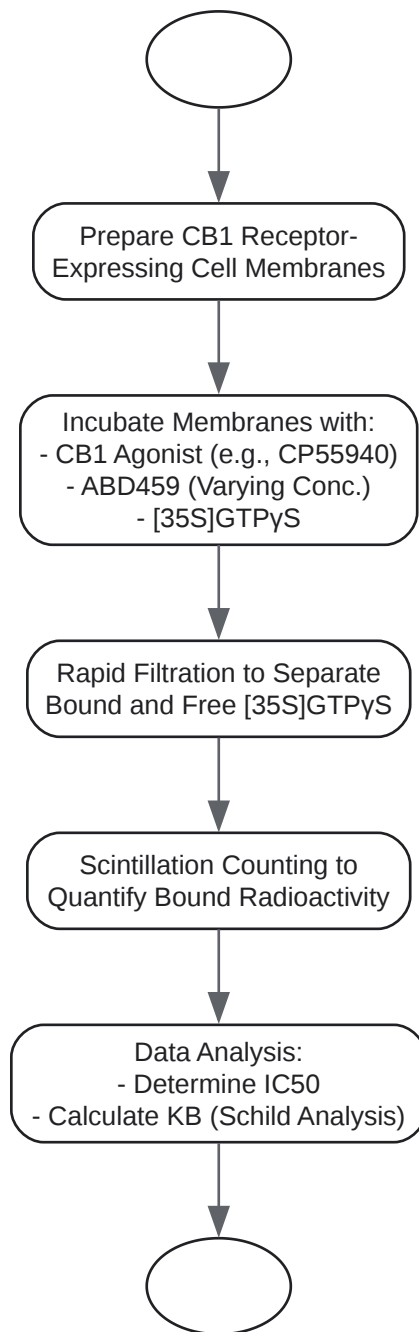 Prepare CB1 Receptor-
Expressing Cell Membranes
Incubate Membranes with:
- CB1 Agonist (e.g., CP55940)
- ABD459 (Varying Conc.)
- [35S]GTPγS
Rapid Filtration to Separate
Bound and Free [35S]GTPγS
Scintillation Counting to
Quantify Bound Radioactivity
Data Analysis:
- Determine IC50
- Calculate KB (Schild Analysis)